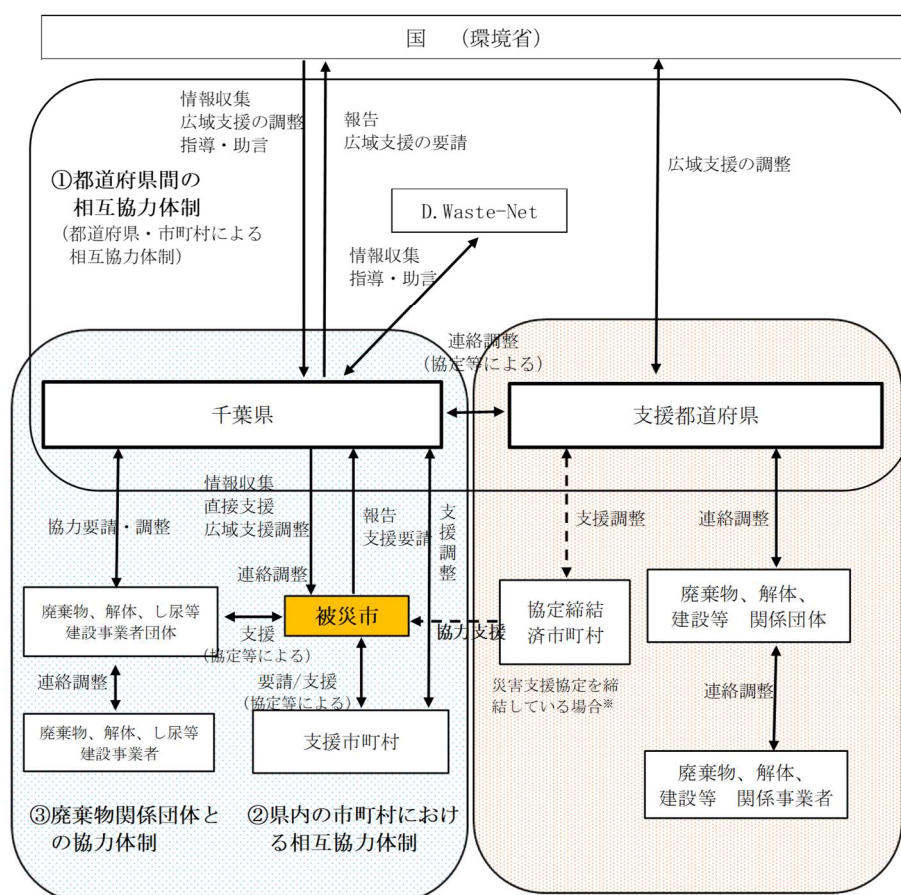 国　（環境省）
情報収集
広域支援の調整
指導・助言
報告
広域支援の要請
広域支援の調整
①都道府県間の
相互協力体制
（都道府県・市町村による
相互協力体制）
D.Waste-Net
情報収集
指導・助言
連絡調整
（協定等による）
千葉県
支援都道府県
協力要請・調整
情報収集
直接支援
広域支援調整
連絡調整
報告
支援要請
支援調整
支援調整
連絡調整
廃棄物、解体、し尿等
建設事業者団体
支援
（協定等による）
被災市
協力支援
協定締結
済市町村
廃棄物、解体、
建設等　関係団体
連絡調整
要請/支援
（協定等による）
災害支援協定を締
結している場合※
連絡調整
廃棄物、解体、し尿等
建設事業者
支援市町村
廃棄物、解体、
建設等　関係事業者
③廃棄物関係団体と
の協力体制
②県内の市町村におけ
る相互協力体制